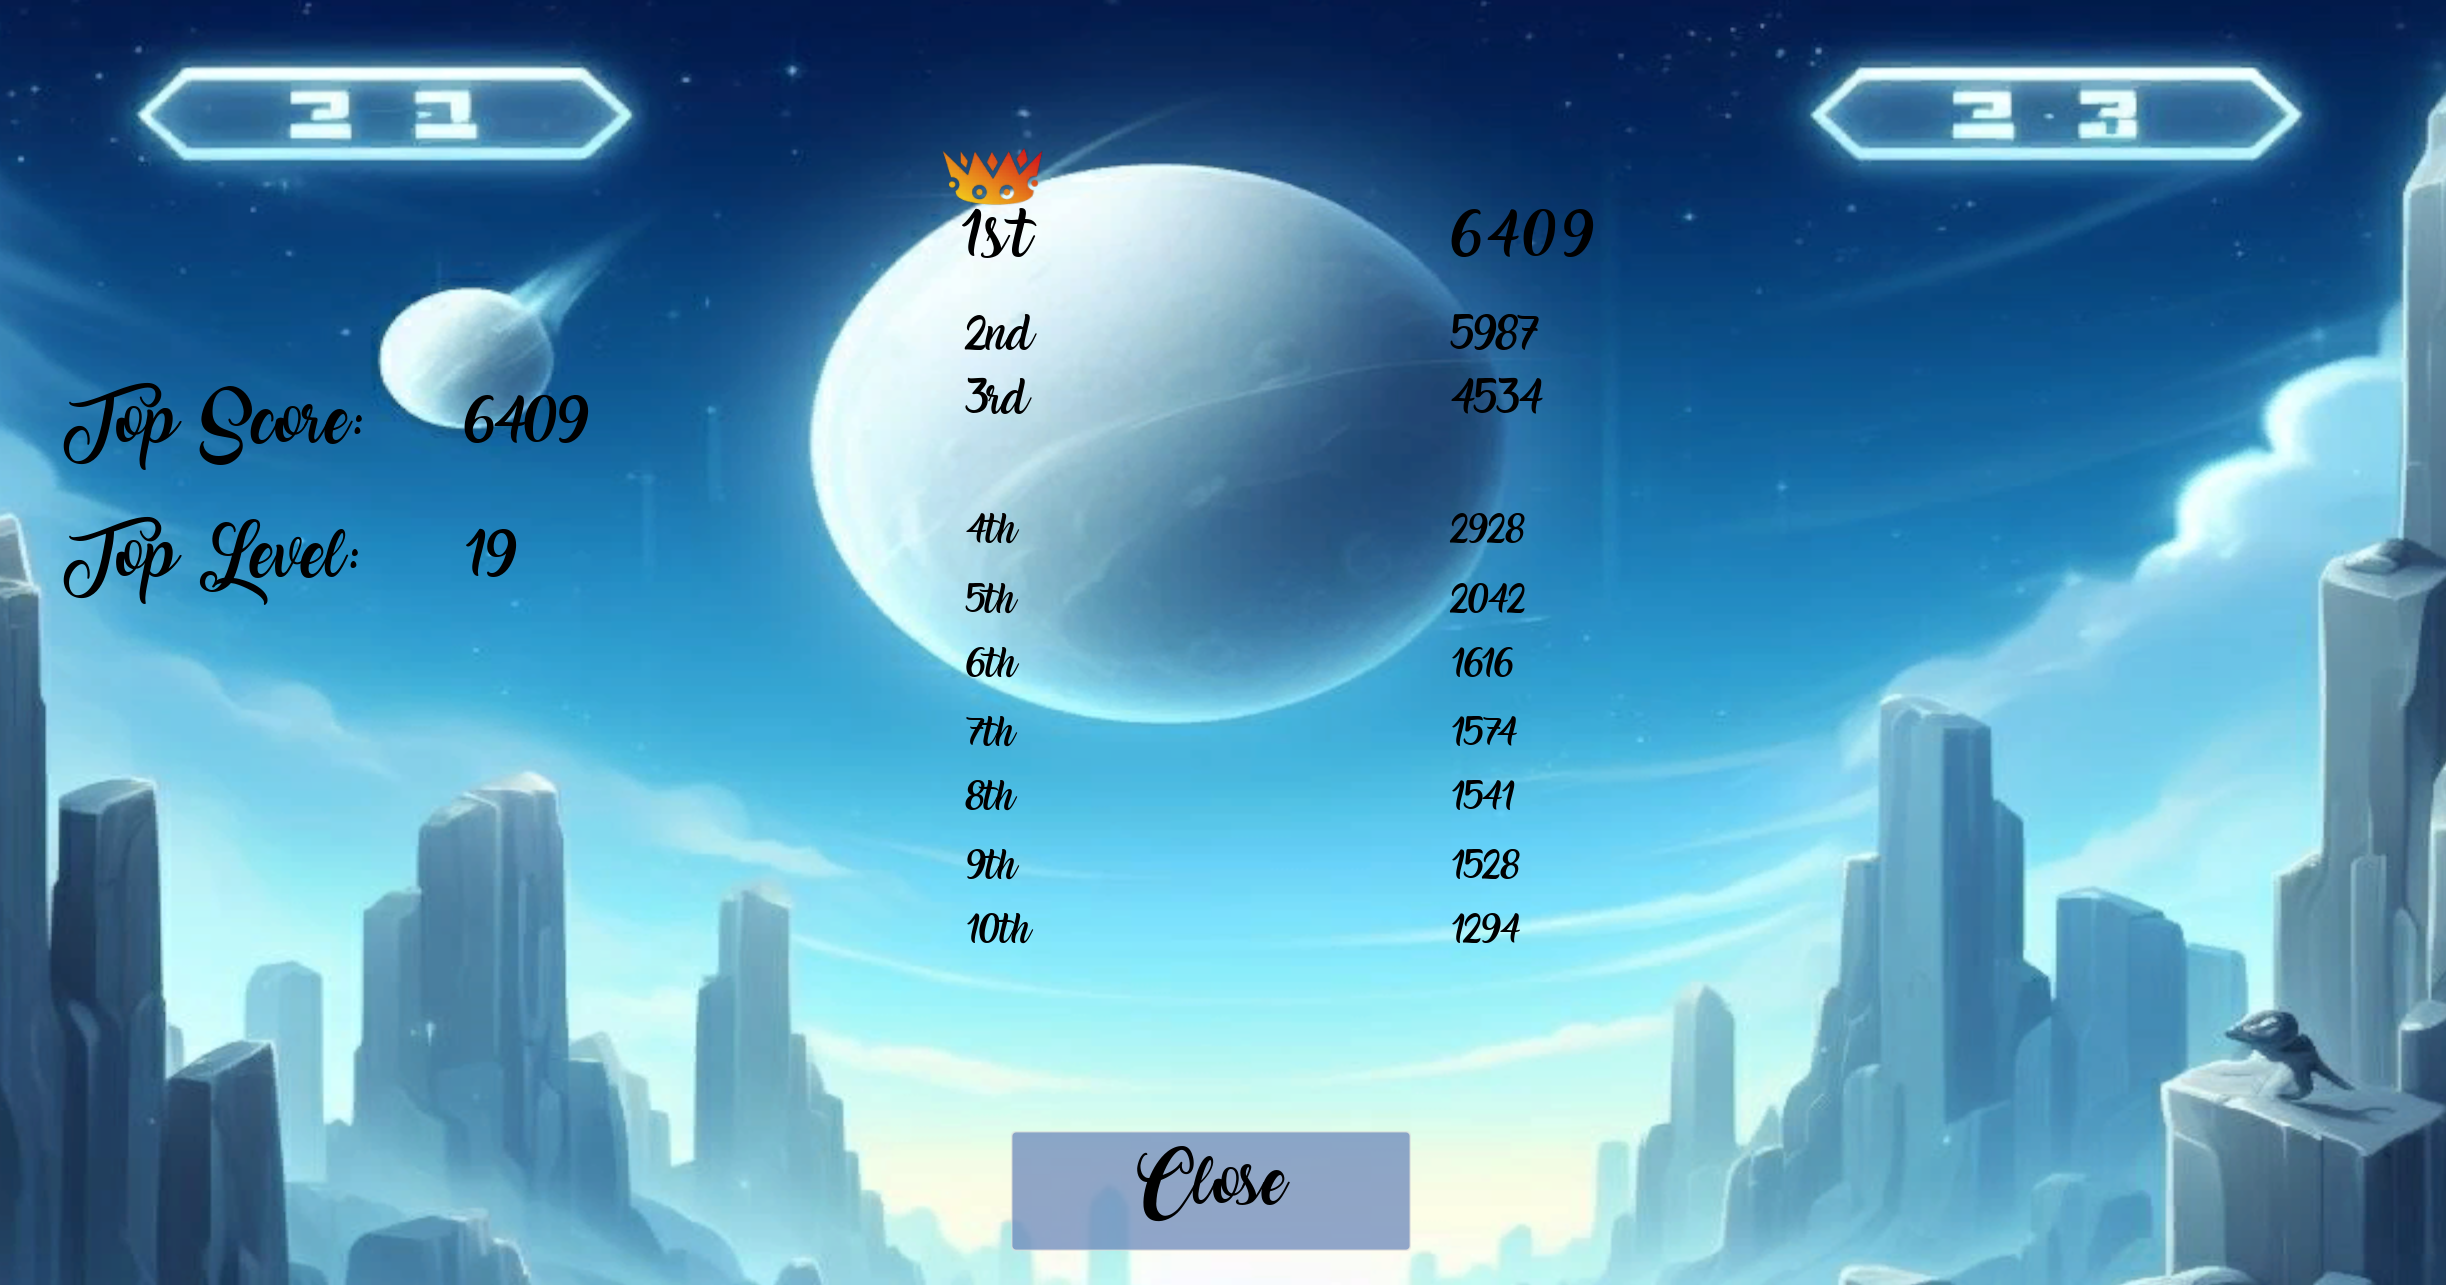 1st 6409
2nd 5987
3rd 4534
Top Score: 6409
4th 2928
Top Level: 19
5th 2042
6th 1616
7th 1574
8th 1541
9th 1528
10th 1294
Close